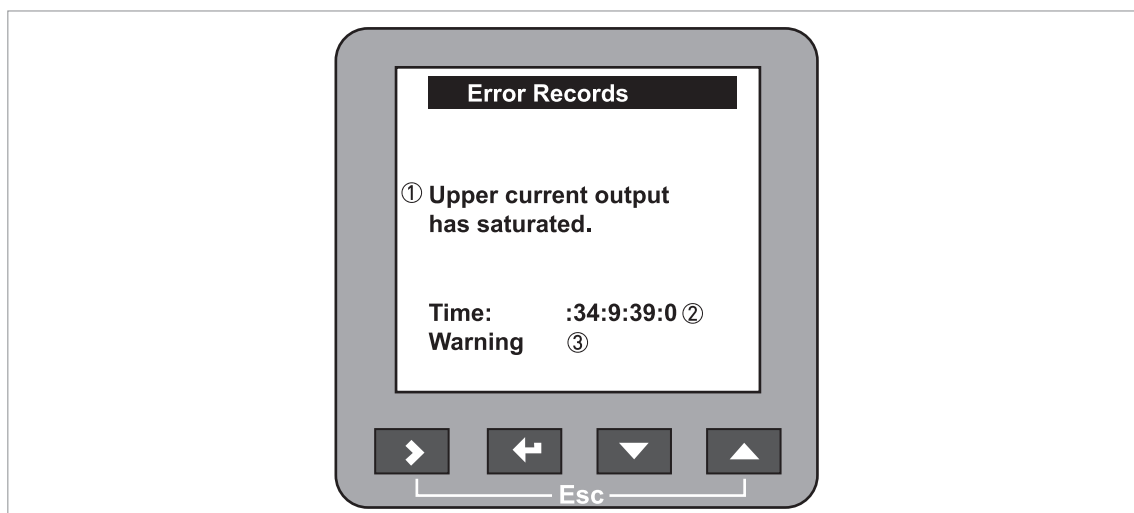 Error Records
① Upper current output
has saturated.
Time: :34:9:39:0 ②
Warning ③
Esc